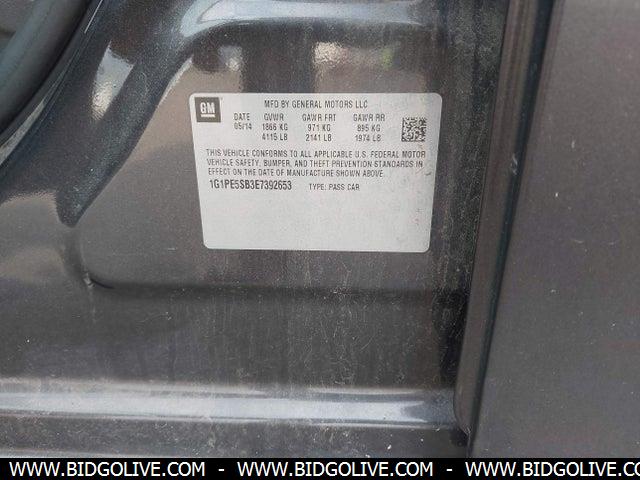 GM
MFD BY GENERAL MOTORS LLC
DATE GVWR GAWR FRT GAWR RR
05/14 1866 KG 971 KG 895 KG
4115 LB 2141 LB 1974 LB
THIS VEHICLE CONFORMS TO ALL APPLICABLE U.S. FEDERAL MOTOR
VEHICLE SAFETY, BUMPER, AND THEFT PREVENTION STANDARDS IN
EFFECT ON THE DATE OF MANUFACTURE SHOWN ABOVE.
1G1PE5SB3E7392653 TYPE: PASS CAR
WWW.BIDGOLIVE.COM - WWW.BIDGOLIVE.COM - WWW.BIDGOLIVE.COM - WWW.BIDGOLIVE.COM